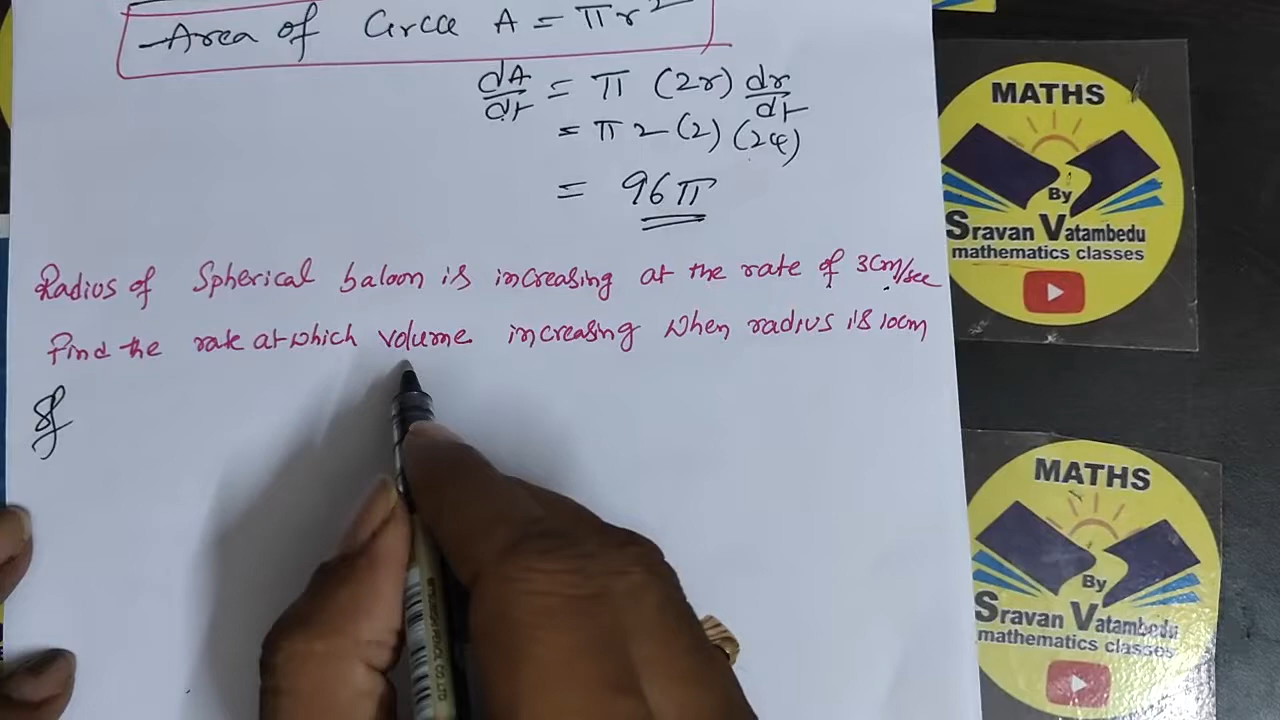 Area of Circle A = πr²
dA/dt = π (2r) dr/dt
= π 2 (2) (24)
= 96π
Radius of Spherical baloon is increasing at the rate of 3cm/sec
find the rate at which volume increasing when radius is 10cm
MATHS
By
Sravan Vatambedu
mathematics classes
MATHS
By
Sravan Vatambedu
mathematics classes